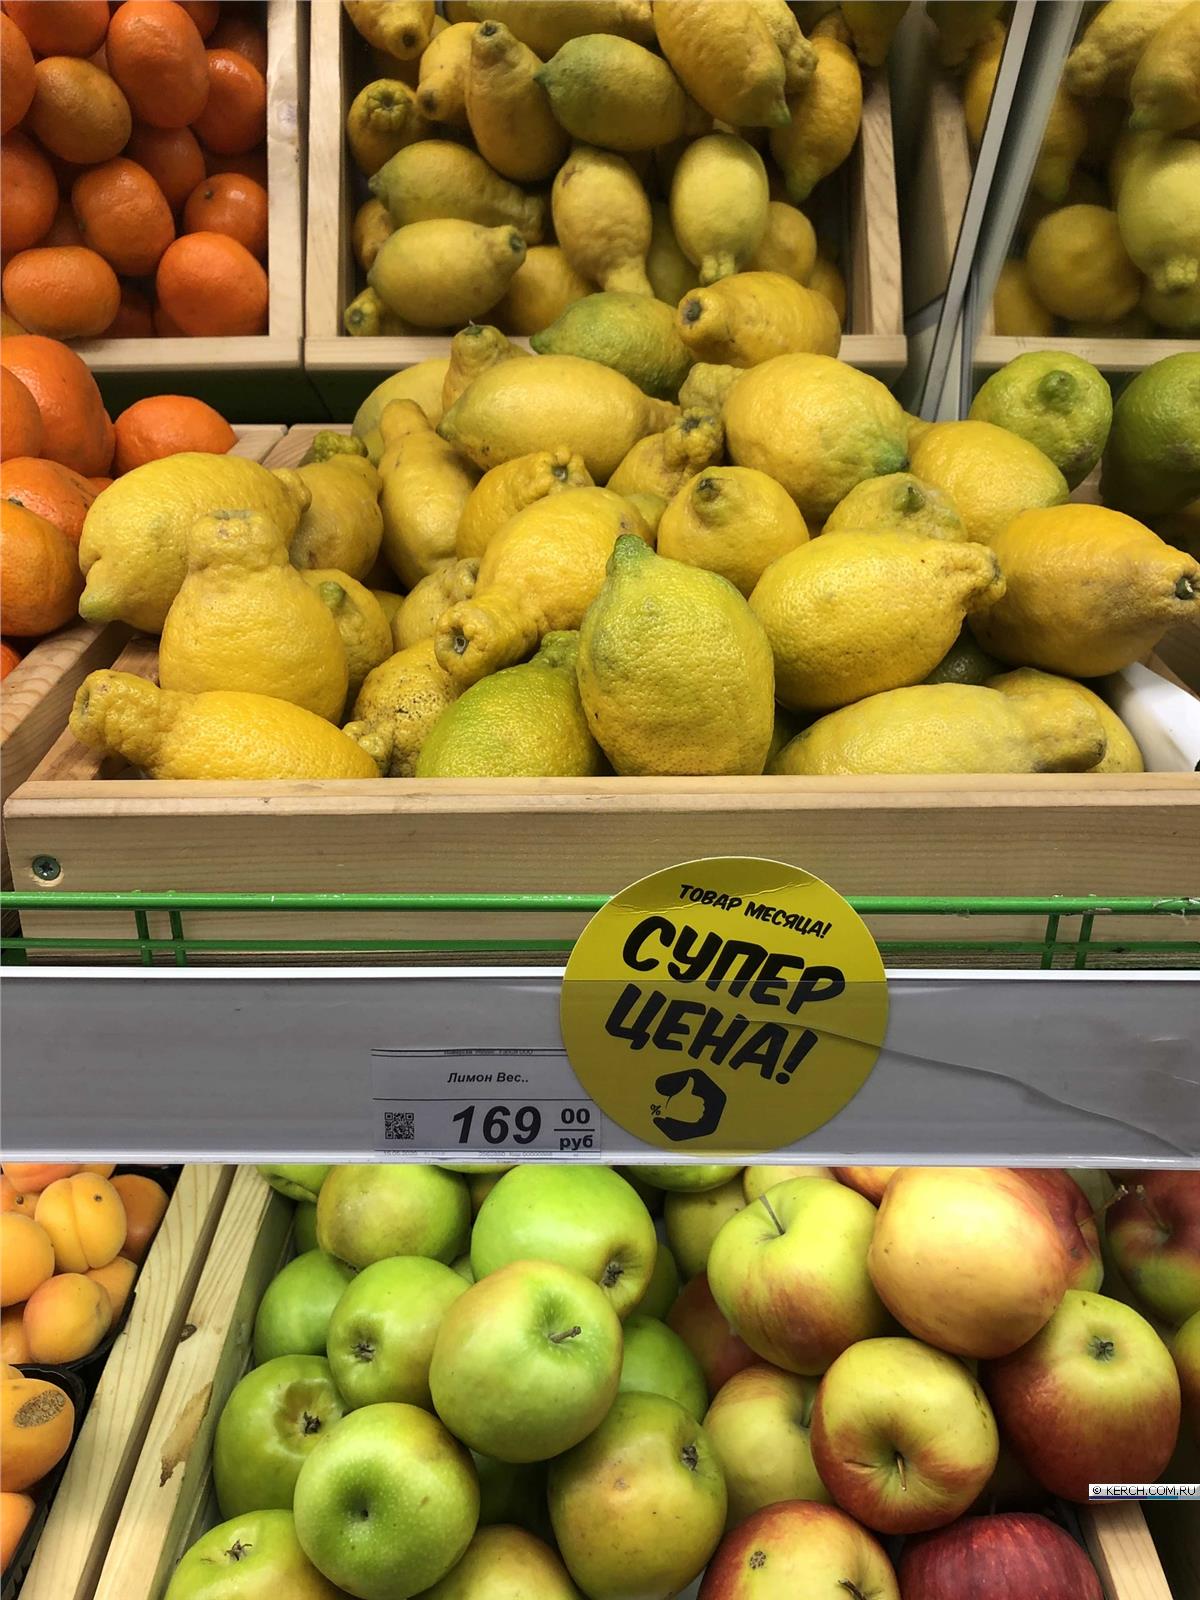 ТОВАР МЕСЯЦА!
СУПЕР
ЦЕНА!
%
Лимон Вес..
169 00
руб
© KERCH.COM.RU